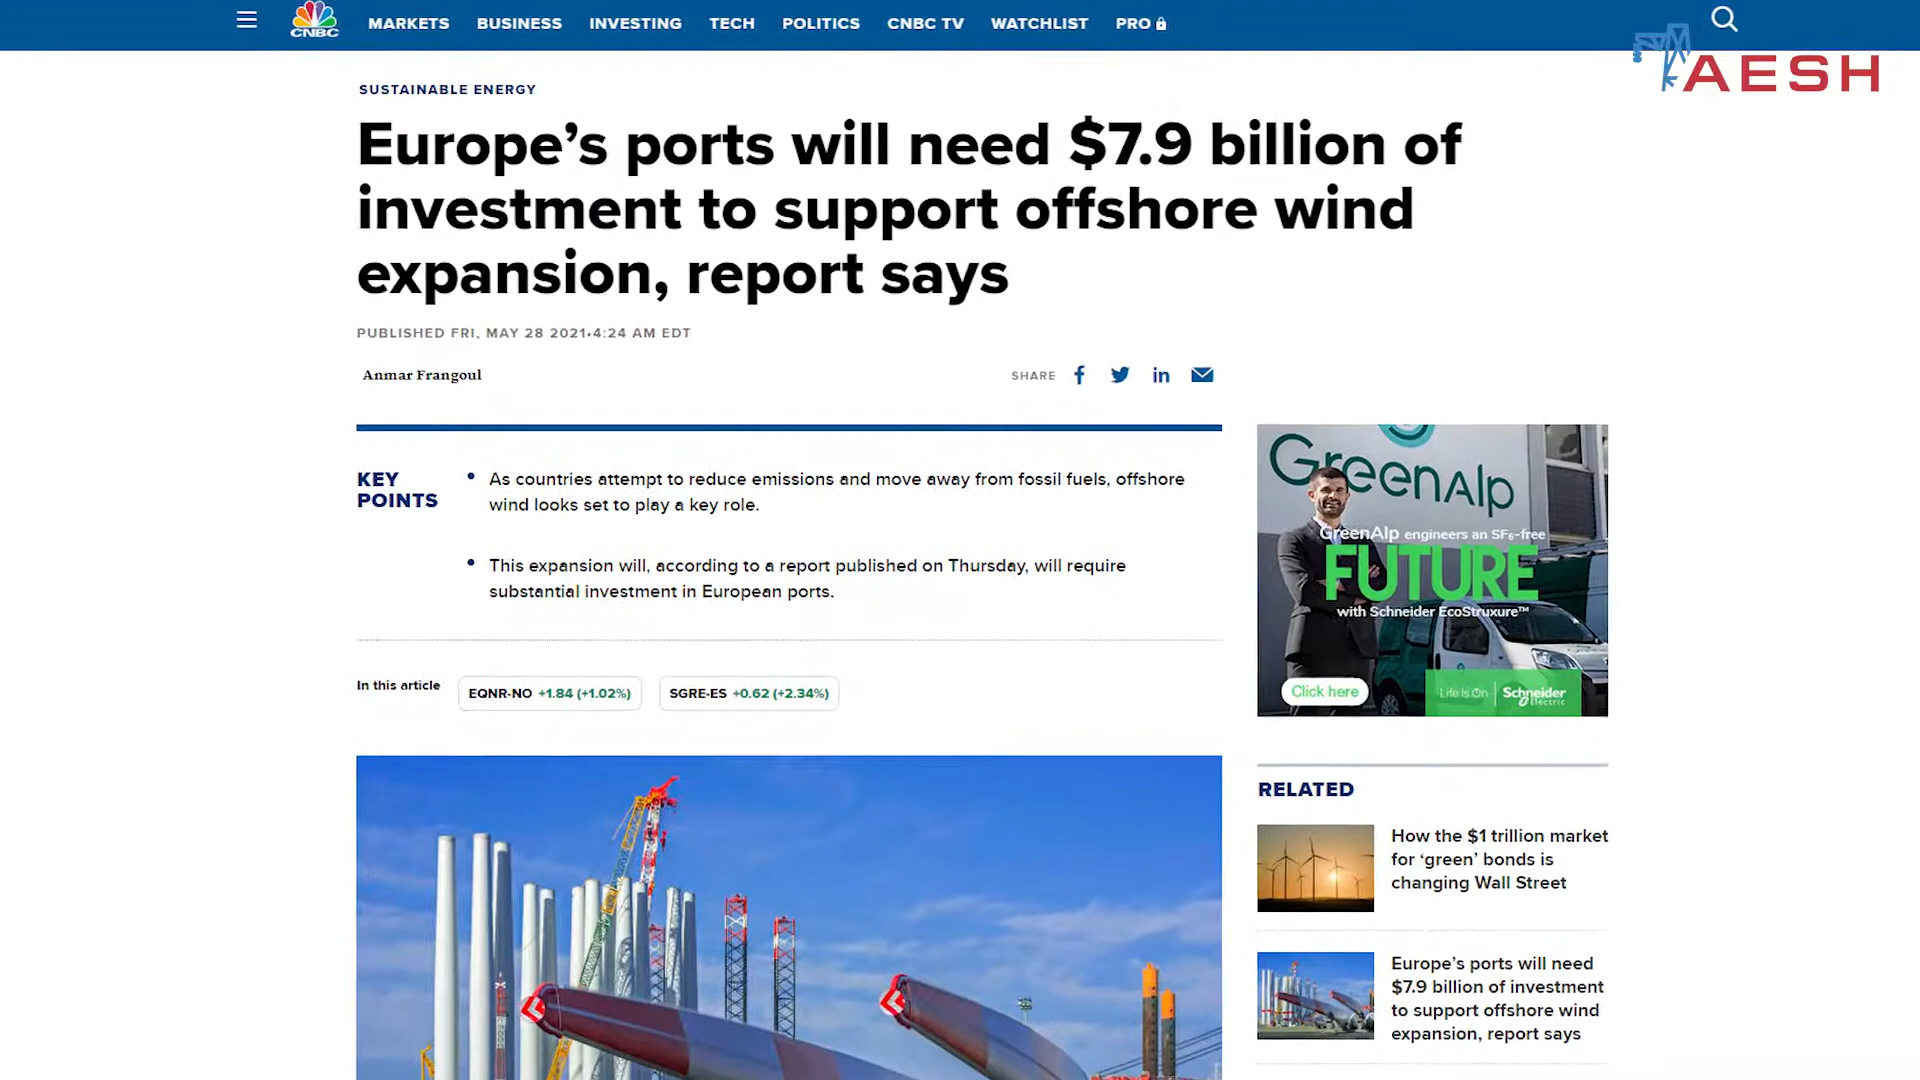 CNBC
MARKETS BUSINESS INVESTING TECH POLITICS CNBC TV WATCHLIST PRO
AESH
SUSTAINABLE ENERGY
Europe’s ports will need $7.9 billion of
investment to support offshore wind
expansion, report says
PUBLISHED FRI, MAY 28 2021•4:24 AM EDT
Anmar Frangoul
SHARE
KEY
POINTS
• As countries attempt to reduce emissions and move away from fossil fuels, offshore
wind looks set to play a key role.
• This expansion will, according to a report published on Thursday, will require
substantial investment in European ports.
In this article
EQNR-NO +1.84 (+1.02%)
SGRE-ES +0.62 (+2.34%)
GreenAlp
GreenAlp engineers an SF₆-free
FUTURE
with Schneider EcoStruxure™
Click here
Life Is On
Schneider
Electric
RELATED
How the $1 trillion market
for ‘green’ bonds is
changing Wall Street
Europe’s ports will need
$7.9 billion of investment
to support offshore wind
expansion, report says